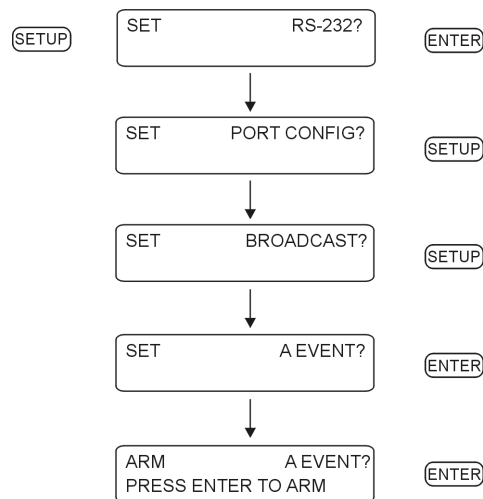 SETUP SET RS-232? ENTER
SET PORT CONFIG? SETUP
SET BROADCAST? SETUP
SET A EVENT? ENTER
ARM A EVENT?
PRESS ENTER TO ARM ENTER